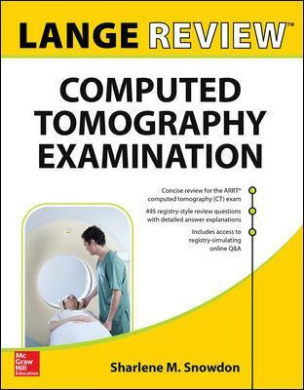 LANGE REVIEW™
COMPUTED
TOMOGRAPHY
EXAMINATION
Concise review for the ARRT®
computed tomography (CT) exam
495 registry-style review questions
with detailed answer explanations
Includes access to
registry-simulating
online Q&A
Mc
Graw
Hill
Education
Sharlene M. Snowdon